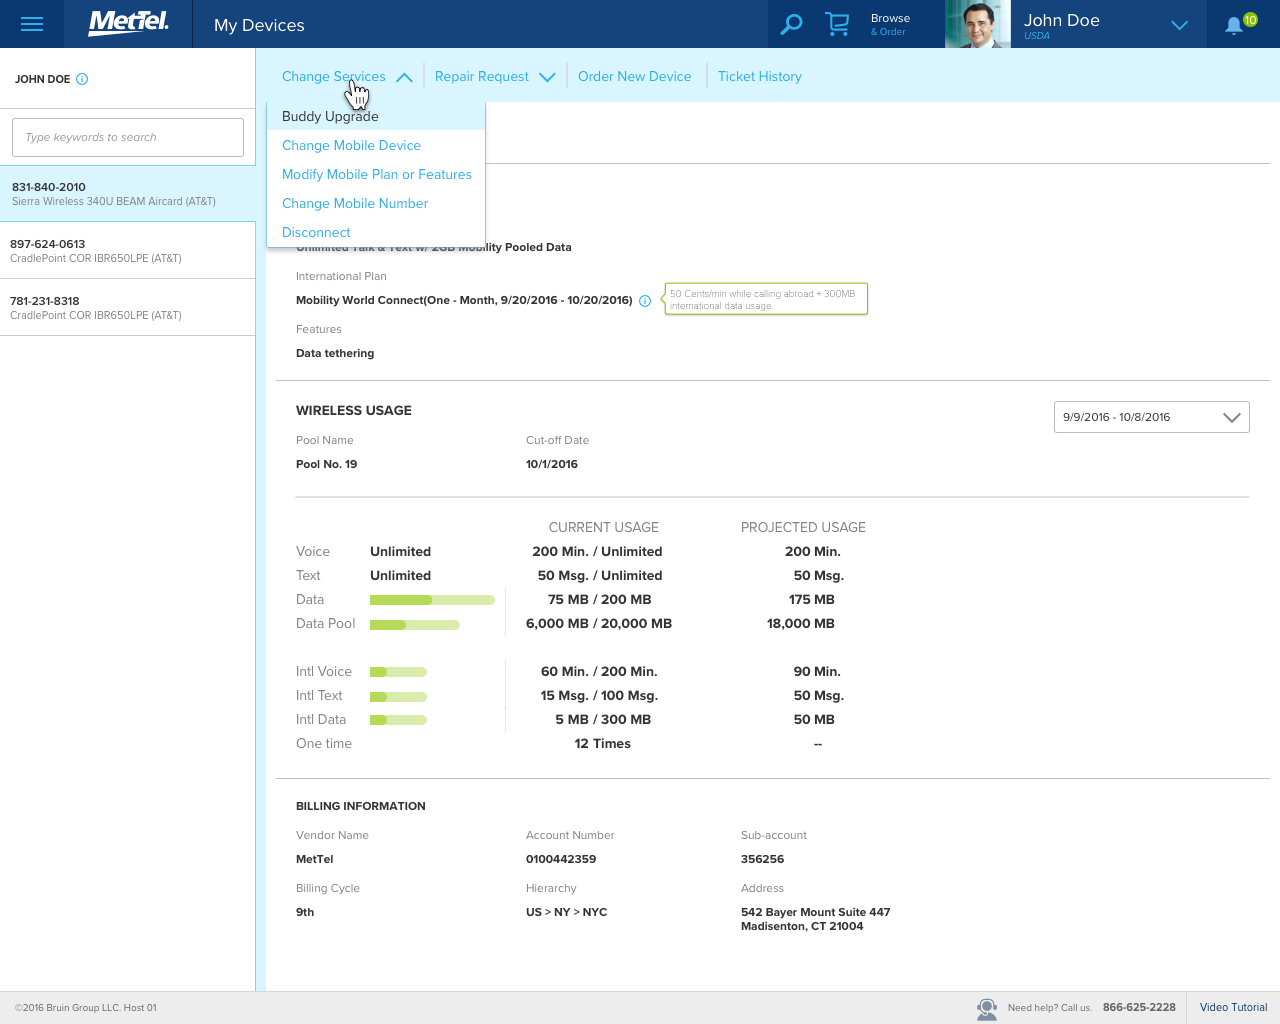 MetTel.
My Devices
Browse
& Order
John Doe
USDA
10
JOHN DOE
Type keywords to search
831-840-2010
Sierra Wireless 340U BEAM Aircard (AT&T)
897-624-0613
CradlePoint COR IBR650LPE (AT&T)
781-231-8318
CradlePoint COR IBR650LPE (AT&T)
Change Services
Repair Request
Order New Device
Ticket History
Buddy Upgrade
Change Mobile Device
Modify Mobile Plan or Features
Change Mobile Number
Disconnect
Unlimited Talk & Text w/ 2GB Mobility Pooled Data
International Plan
Mobility World Connect(One - Month, 9/20/2016 - 10/20/2016)
50 Cents/min while calling abroad + 300MB
international data usage.
Features
Data tethering
WIRELESS USAGE
9/9/2016 - 10/8/2016
Pool Name Cut-off Date
Pool No. 19 10/1/2016
CURRENT USAGE PROJECTED USAGE
Voice Unlimited 200 Min. / Unlimited 200 Min.
Text Unlimited 50 Msg. / Unlimited 50 Msg.
Data 75 MB / 200 MB 175 MB
Data Pool 6,000 MB / 20,000 MB 18,000 MB
Intl Voice 60 Min. / 200 Min. 90 Min.
Intl Text 15 Msg. / 100 Msg. 50 Msg.
Intl Data 5 MB / 300 MB 50 MB
One time 12 Times --
BILLING INFORMATION
Vendor Name Account Number Sub-account
MetTel 0100442359 356256
Billing Cycle Hierarchy Address
9th US > NY > NYC 542 Bayer Mount Suite 447
Madisenton, CT 21004
©2016 Bruin Group LLC. Host 01
Need help? Call us. 866-625-2228
Video Tutorial